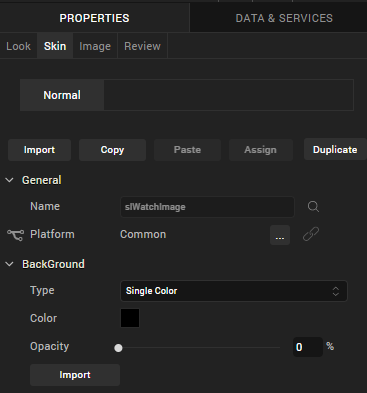 PROPERTIES DATA & SERVICES
Look Skin Image Review
Normal
Import Copy Paste Assign Duplicate
General
Name slWatchImage
Platform Common ...
BackGround
Type Single Color
Color
Opacity 0 %
Import